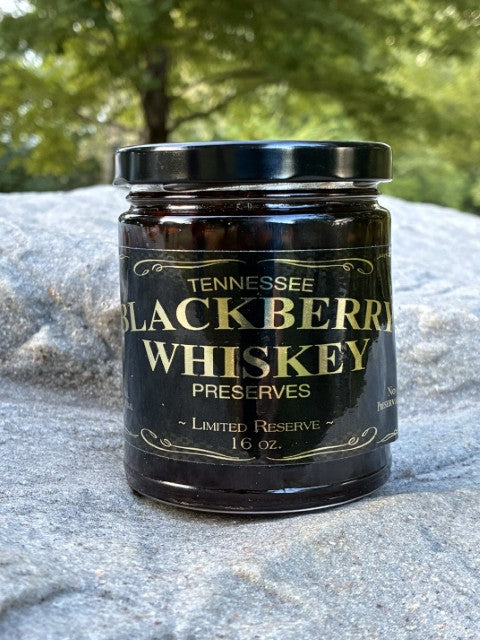 TENNESSEE
BLACKBERRY
WHISKEY
PRESERVES
~ LIMITED RESERVE ~
16 oz.